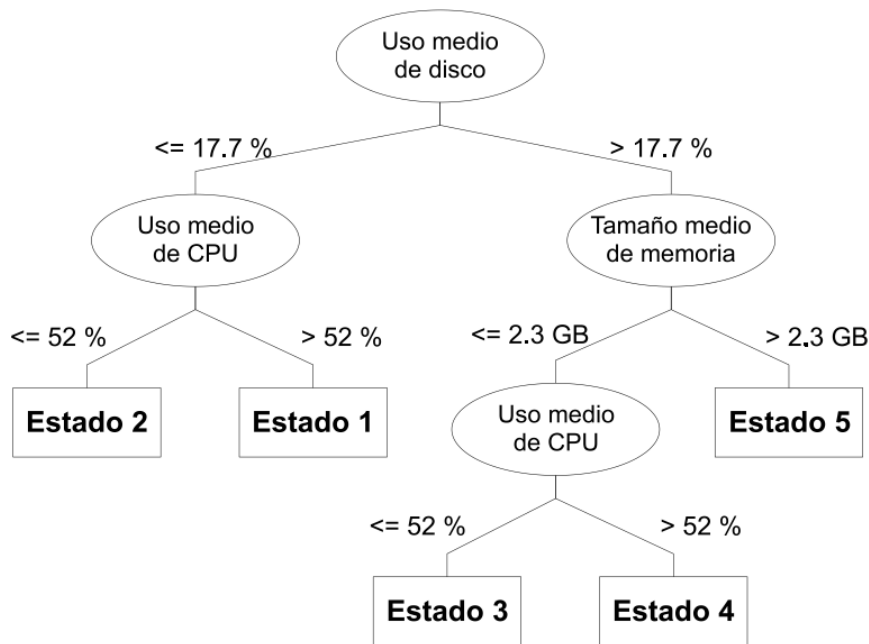 Uso medio
de disco
<= 17.7 %
> 17.7 %
Uso medio
de CPU
Tamaño medio
de memoria
<= 52 %
> 52 %
<= 2.3 GB
> 2.3 GB
Estado 2
Estado 1
Uso medio
de CPU
Estado 5
<= 52 %
> 52 %
Estado 3
Estado 4